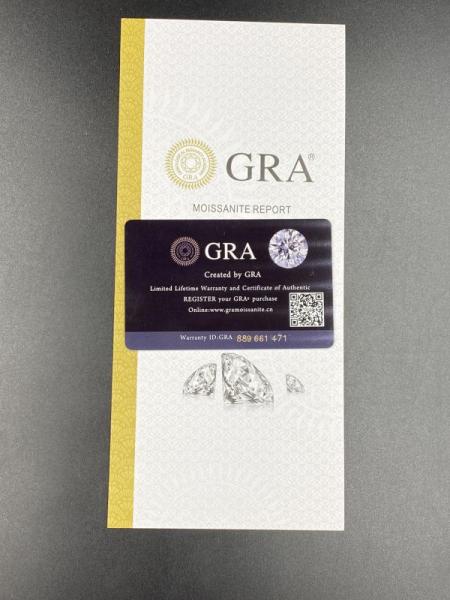 GRA®
GRA
MOISSANITE REPORT
GRA
Created by GRA
Limited Lifetime Warranty and Certificate of Authentic
REGISTER your GRA® purchase
Online:www.gramoissanite.cn
Warranty ID:GRA 889 661 471